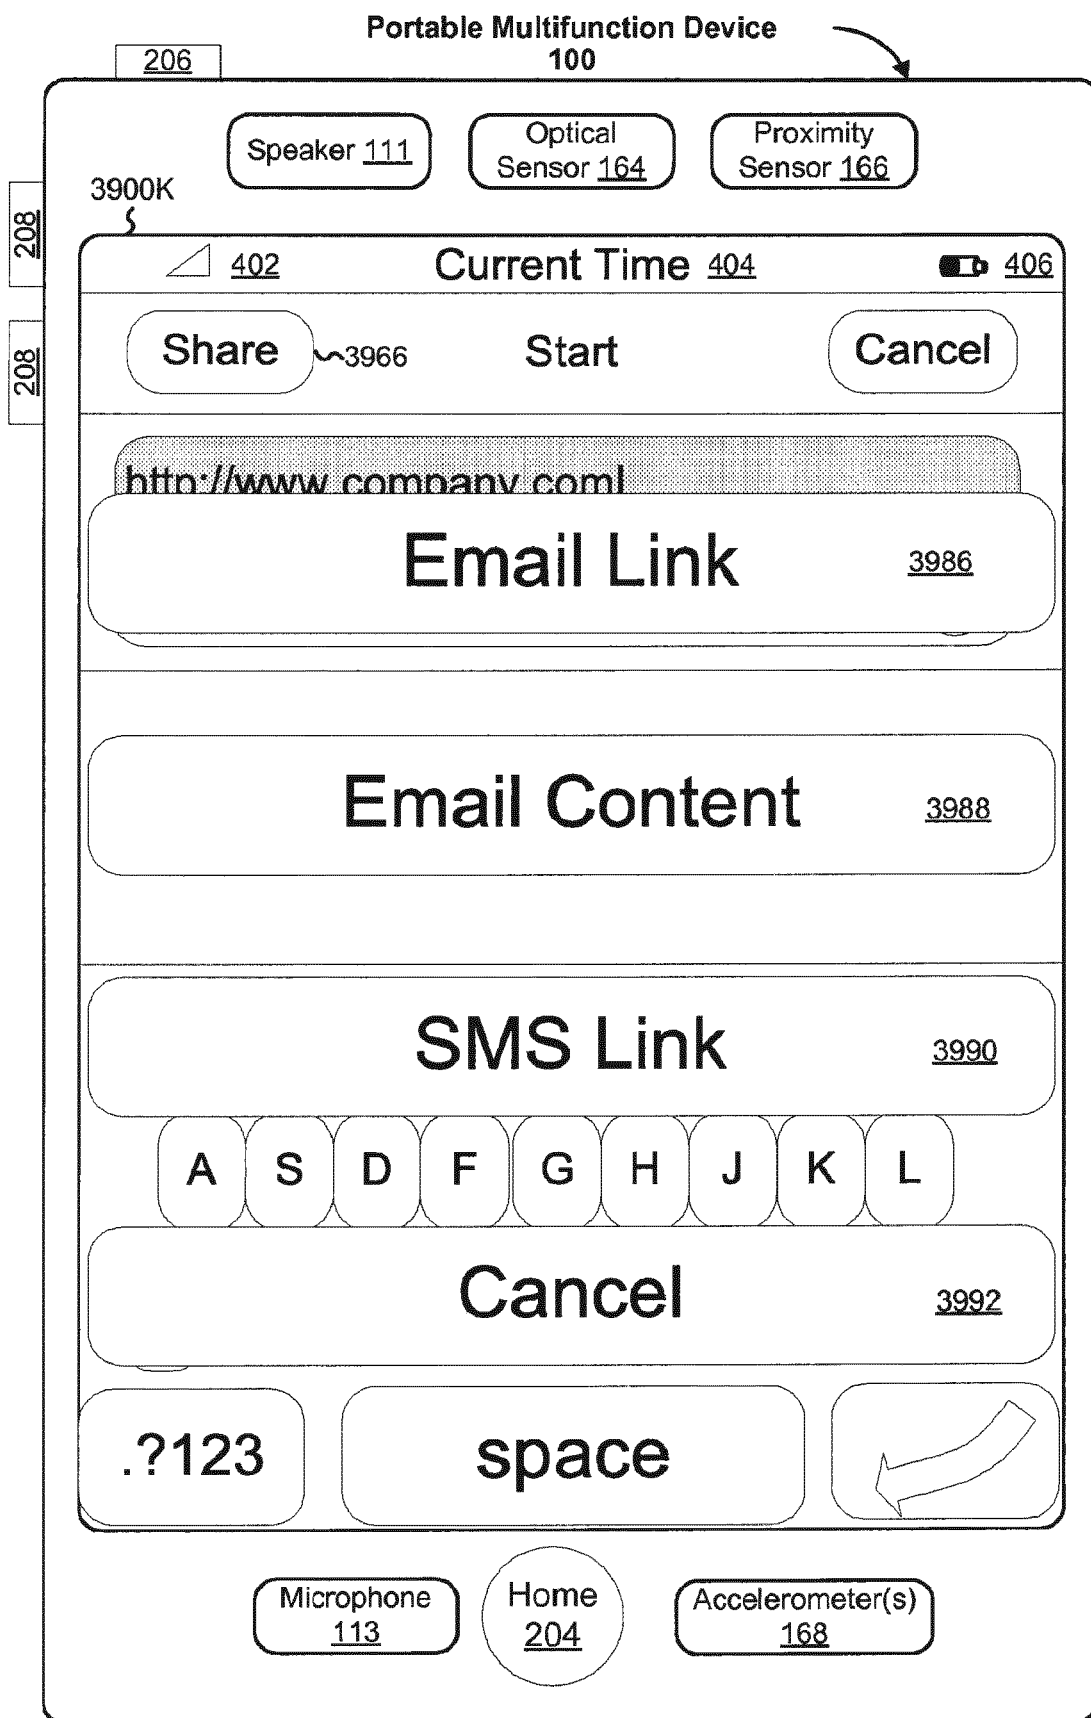 Portable Multifunction Device
100
206
Speaker 111
Optical
Sensor 164
Proximity
Sensor 166
3900K
208
402
Current Time 404
406
208
Share
3966
Start
Cancel
http://www.company.com
Email Link
3986
Email Content
3988
SMS Link
3990
A S D F G H J K L
Cancel
3992
.?123
space
Microphone
113
Home
204
Accelerometer(s)
168